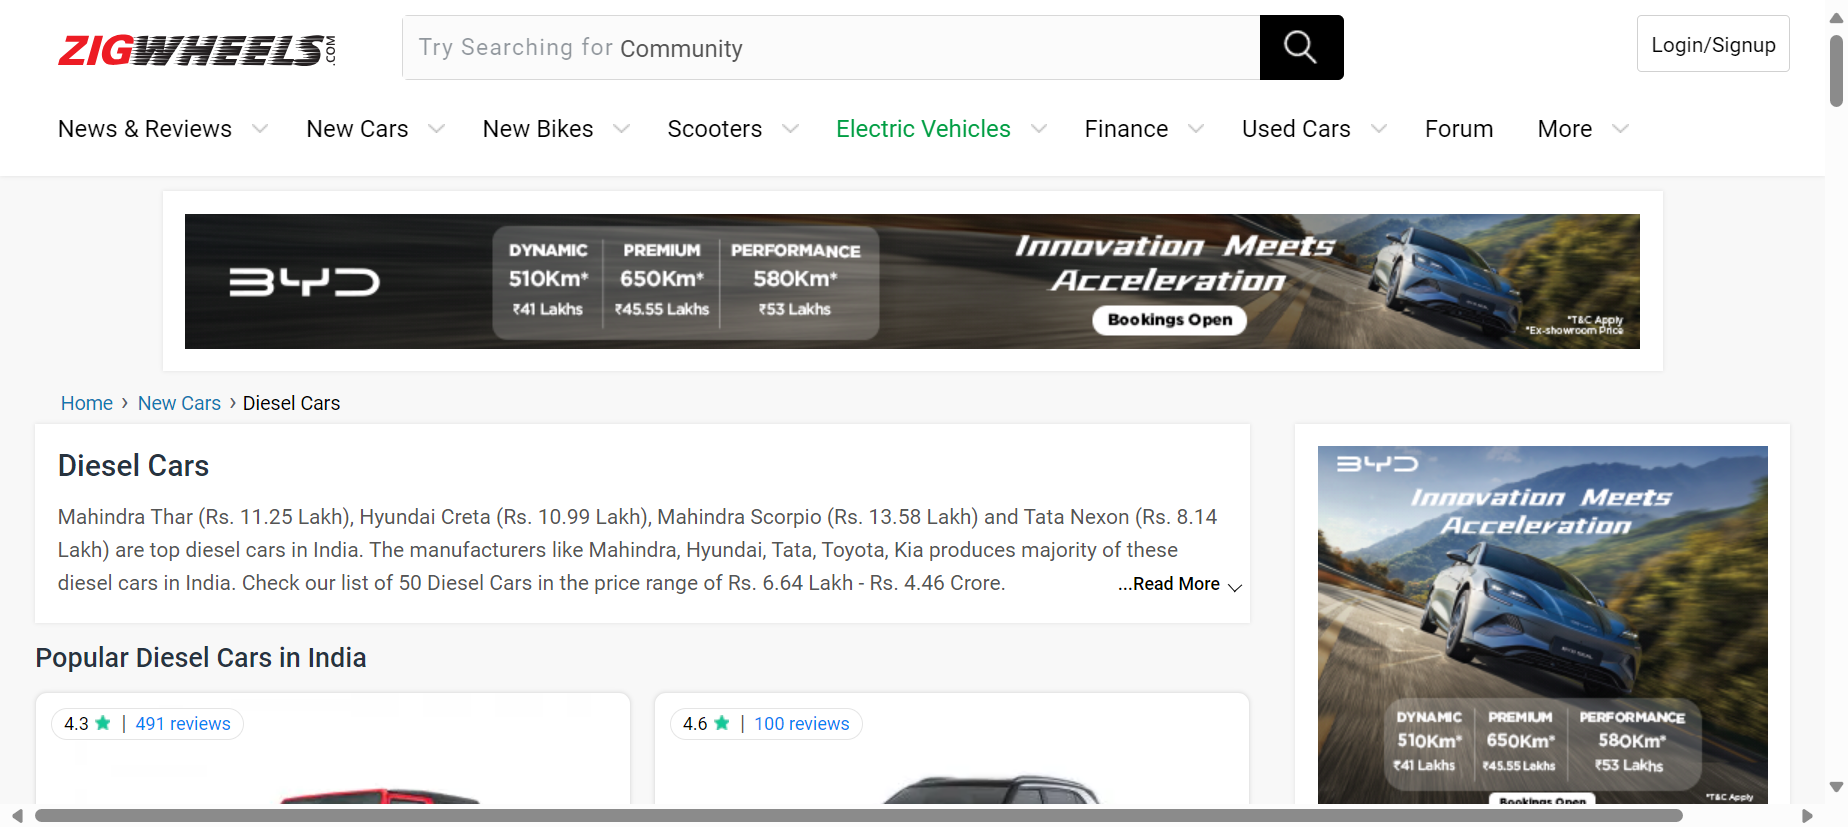 ZIGWHEELS.COM
Try Searching for Community
Login/Signup
News & Reviews New Cars New Bikes Scooters Electric Vehicles Finance Used Cars Forum More
BYD
DYNAMIC PREMIUM PERFORMANCE
510Km* 650Km* 580Km*
₹41 Lakhs ₹45.55 Lakhs ₹53 Lakhs
Innovation Meets
Acceleration
Bookings Open
*T&C Apply
*Ex-showroom Price
Home › New Cars › Diesel Cars
Diesel Cars
Mahindra Thar (Rs. 11.25 Lakh), Hyundai Creta (Rs. 10.99 Lakh), Mahindra Scorpio (Rs. 13.58 Lakh) and Tata Nexon (Rs. 8.14
Lakh) are top diesel cars in India. The manufacturers like Mahindra, Hyundai, Tata, Toyota, Kia produces majority of these
diesel cars in India. Check our list of 50 Diesel Cars in the price range of Rs. 6.64 Lakh - Rs. 4.46 Crore. ...Read More
Popular Diesel Cars in India
4.3 | 491 reviews
4.6 | 100 reviews
BYD
Innovation Meets
Acceleration
DYNAMIC PREMIUM PERFORMANCE
510Km* 650Km* 580Km*
₹41 Lakhs ₹45.55 Lakhs ₹53 Lakhs
Bookings Open
*T&C Apply